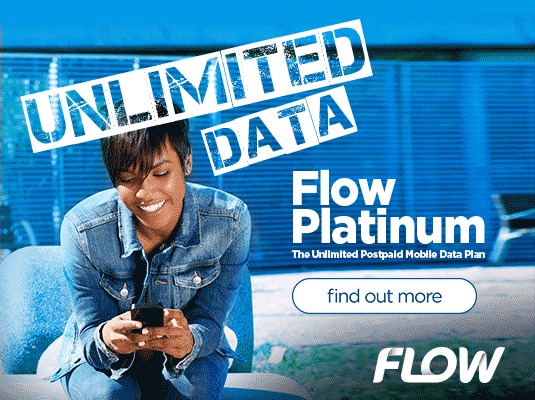 UNLIMITED
DATA
Flow
Platinum
The Unlimited Postpaid Mobile Data Plan
find out more
FLOW